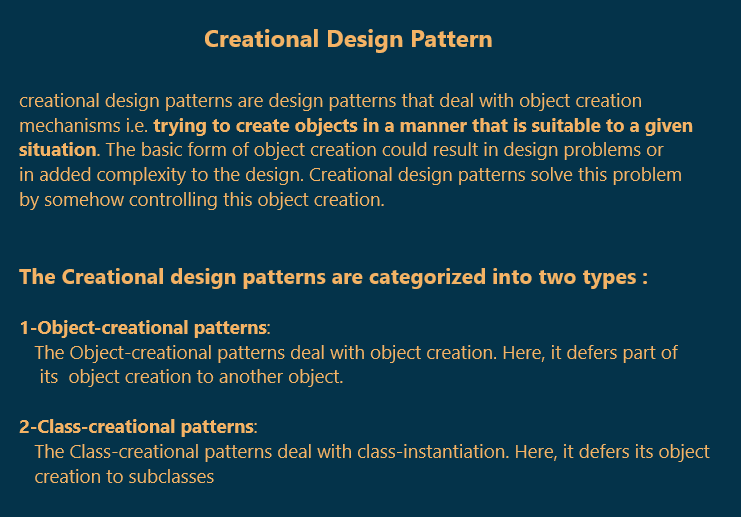 Creational Design Pattern
creational design patterns are design patterns that deal with object creation
mechanisms i.e. trying to create objects in a manner that is suitable to a given
situation. The basic form of object creation could result in design problems or
in added complexity to the design. Creational design patterns solve this problem
by somehow controlling this object creation.
The Creational design patterns are categorized into two types :
1-Object-creational patterns:
The Object-creational patterns deal with object creation. Here, it defers part of
its object creation to another object.
2-Class-creational patterns:
The Class-creational patterns deal with class-instantiation. Here, it defers its object
creation to subclasses